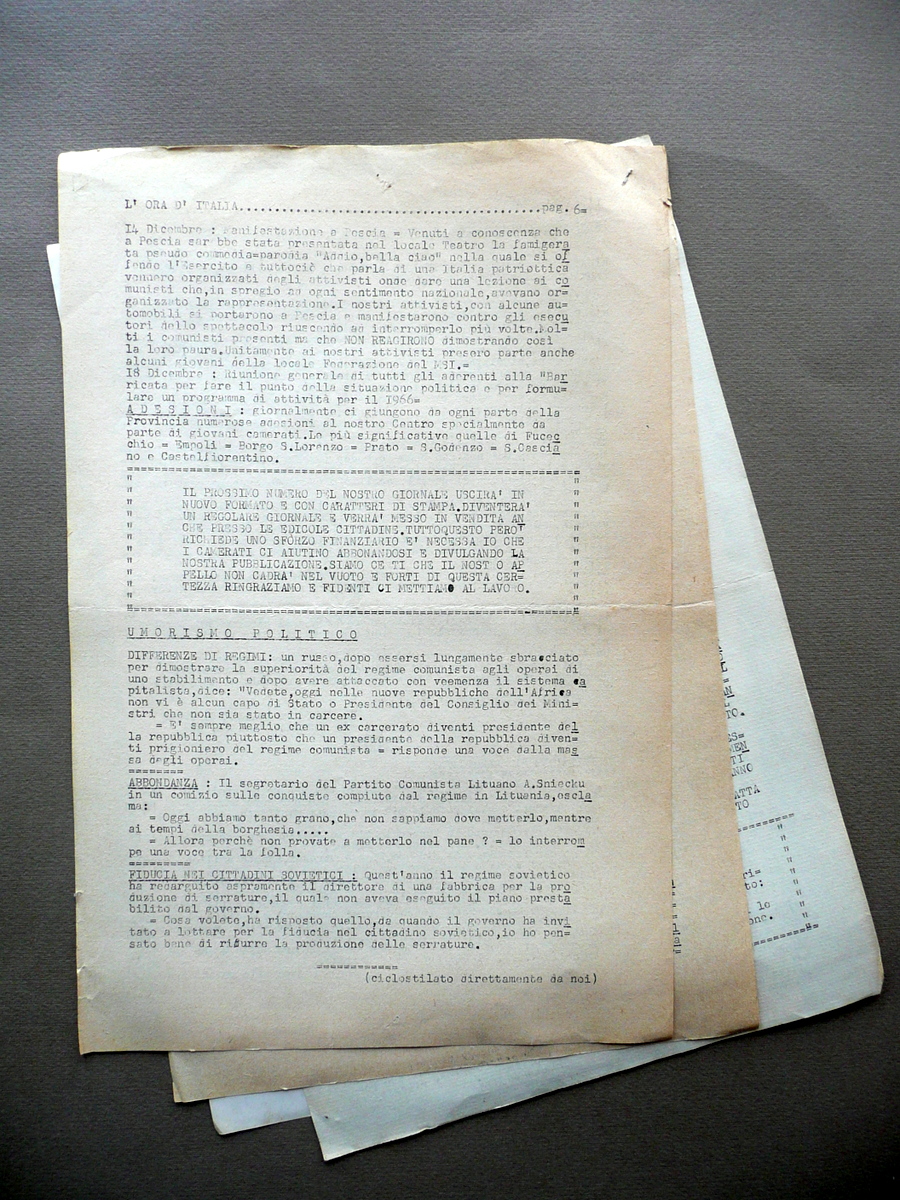 L' ORA D' ITALIA............................................pag. 6=
14 Dicembre : Manifestazione a Pescia = Venuti a conoscenza che
a Pescia sarebbe stata presentata nel locale Teatro la famigera
ta pseudo commedia=parodia "Addio,bella ciao" nella quale si of
fende l'Esercito e tuttociò che parla di una Italia patriottica
vennero organizzati degli attivisti onde dare una lezione si co
munisti che,in spregio ad ogni sentimento nazionale,avevano or=
ganizzato la rappresentazione.I nostri attivisti,con alcune au=
tomobili si portarono a Pescia e manifestarono contro gli esecu
tori dello spettacolo riuscendo ad interromperlo più volte.Mol=
ti i comunisti presenti ma che NON REAGIRONO dimostrando così
la loro paura.Unitamente ai nostri attivisti presero parte anche
alcuni giovani della locale Federazione del MSI.=
18 Dicembre : Riunione generale di tutti gli aderenti alla "Bar
ricata per fare il punto della situazione politica e per formu=
lare un programma di attività per il 1966=
A D E S I O N I : giornalmente ci giungono da ogni parte della
Provincia numerose adesioni al nostro Centro specialmente da
parte di giovani camerati.Le più significative quelle di Fucec
chio = Empoli = Borgo S.Lorenzo = Prato = S.Godenzo = S.Cascia
no e Castelfiorentino.
IL PROSSIMO NUMERO DEL NOSTRO GIORNALE USCIRA' IN
NUOVO FORMATO E CON CARATTERI DI STAMPA.DIVENTERA'
UN REGOLARE GIORNALE E VERRA' MESSO IN VENDITA AN
CHE PRESSO LE EDICOLE CITTADINE.TUTTOQUESTO PERO'
RICHIEDE UNO SFORZO FINANZIARIO E' NECESSA IO CHE
I CAMERATI CI AIUTINO ABBONANDOSI E DIVULGANDO LA
NOSTRA PUBBLICAZIONE.SIAMO CE TI CHE IL NOST O AP
PELLO NON CADRA' NEL VUOTO E FORTI DI QUESTA CER=
TEZZA RINGRAZIAMO E FIDENTI CI METTIAMO AL LAVO O.
U M O R I S M O P O L I T I C O
DIFFERENZE DI REGIMI: un russo,dopo essersi lungamente sbracciato
per dimostrare la superiorità del regime comunista agli operai di
uno stabilimento e dopo avere attaccato con veemenza il sistema ca
pitalista,dice: "Vedete,oggi nelle nuove repubbliche dell'Africa
non vi è alcun capo di Stato o Presidente del Consiglio dei Mini=
stri che non sia stato in carcere.
= E' sempre meglio che un ex carcerato diventi presidente del
la repubblica piuttosto che un presidente della repubblica diven=
ti prigioniero del regime comunista = risponde una voce dalla mas
sa degli operai.
ABBONDANZA : Il segretario del Partito Comunista Lituano A.Sniecku
in un comizio sulle conquiste compiute dal regime in Lituania,escla
ma:
= Oggi abbiamo tanto grano,che non sappiamo dove metterlo,mentre
ai tempi della borghesia.....
= Allora perchè non provate a metterlo nel pane ? = lo interrom
pe una voce tra la folla.
FIDUCIA NEI CITTADINI SOVIETICI : Quest'anno il regime sovietico
ha redarguito aspramente il direttore di una fabbrica per la pro
duzione di serrature,il quale non aveva eseguito il piano presta
bilito dal governo.
= Cosa volete,ha risposto quello,da quando il governo ha invi
tato a lottare per la fiducia nel cittadino sovietico,io ho pen=
sato bene di ridurre la produzione delle serrature.
(ciclostilato direttamente da noi)
TO.
ANNO
ATTA
TO
to:
lo
one.